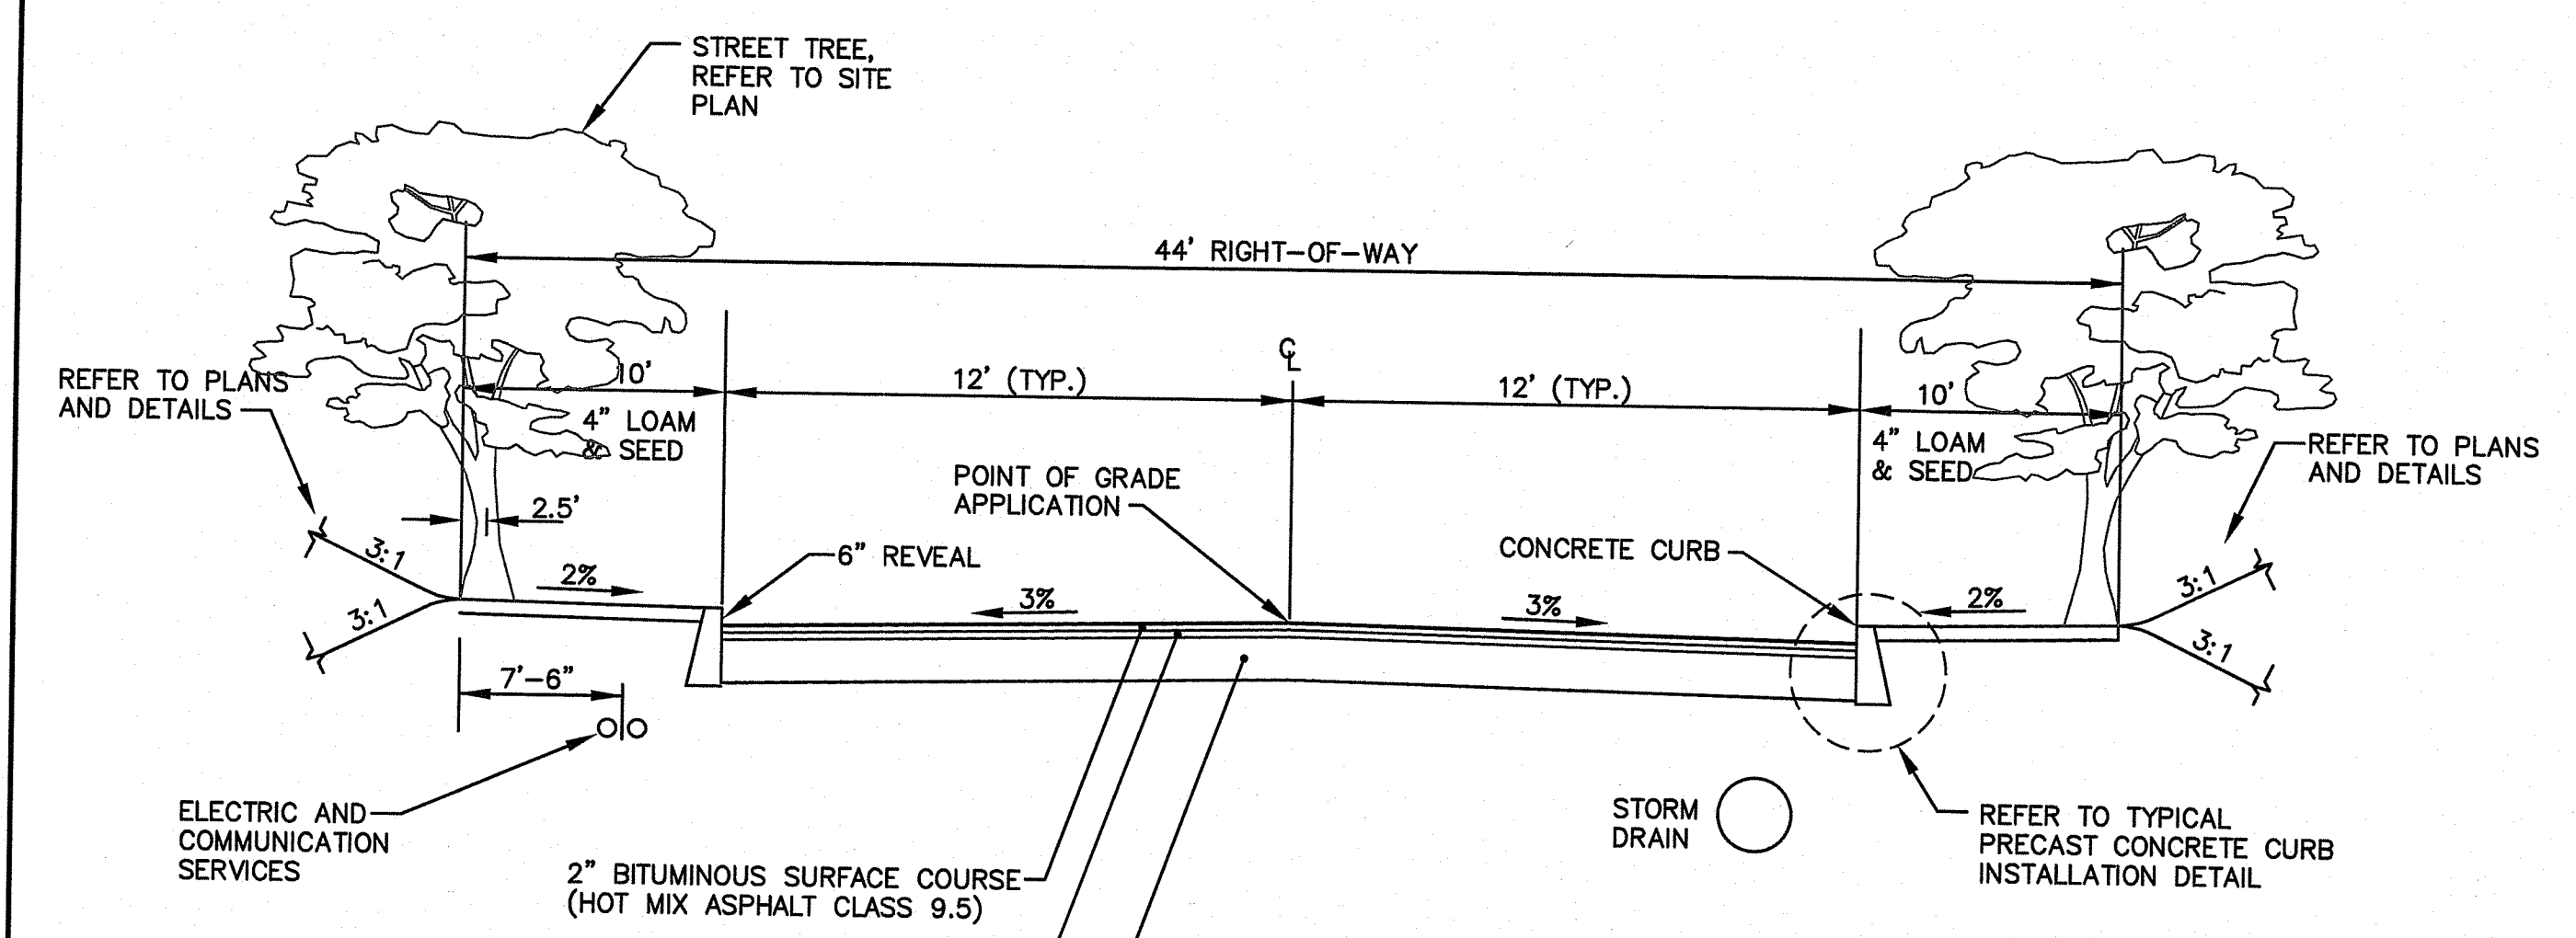 STREET TREE,
REFER TO SITE
PLAN
44' RIGHT-OF-WAY
℄
REFER TO PLANS
AND DETAILS
10'
12' (TYP.)
12' (TYP.)
10'
4" LOAM
& SEED
4" LOAM
& SEED
REFER TO PLANS
AND DETAILS
POINT OF GRADE
APPLICATION
2.5'
6" REVEAL
CONCRETE CURB
3:1
2%
3%
3%
2%
3:1
3:1
3:1
7'-6"
ELECTRIC AND
COMMUNICATION
SERVICES
STORM
DRAIN
REFER TO TYPICAL
PRECAST CONCRETE CURB
INSTALLATION DETAIL
2" BITUMINOUS SURFACE COURSE
(HOT MIX ASPHALT CLASS 9.5)